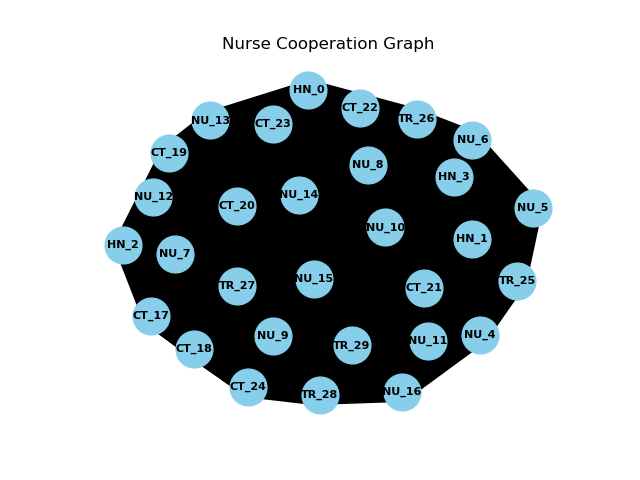 Nurse Cooperation Graph
HN_0
CT_22
NU_13
CT_23
TR_26
NU_6
CT_19
NU_8
HN_3
NU_12
CT_20
NU_14
NU_5
NU_10
HN_1
HN_2
NU_7
TR_27
NU_15
CT_21
TR_25
CT_17
NU_9
NU_4
CT_18
TR_29
NU_11
CT_24
TR_28
NU_16